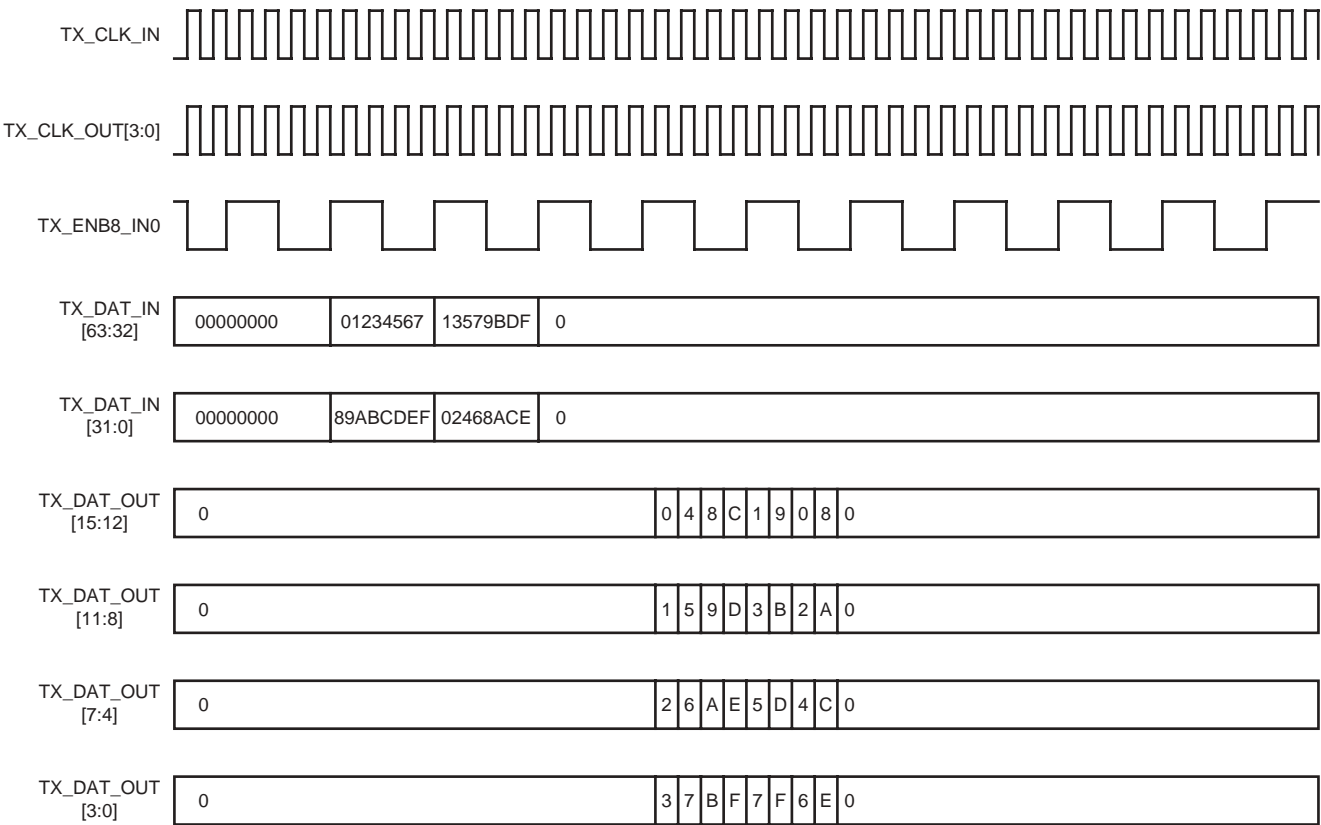 TX_CLK_IN
TX_CLK_OUT[3:0]
TX_ENB8_IN0
TX_DAT_IN
[63:32]
00000000 01234567 13579BDF 0
TX_DAT_IN
[31:0]
00000000 89ABCDEF 02468ACE 0
TX_DAT_OUT
[15:12]
0 0 4 8 C 1 9 0 8 0
TX_DAT_OUT
[11:8]
0 1 5 9 D 3 B 2 A 0
TX_DAT_OUT
[7:4]
0 2 6 A E 5 D 4 C 0
TX_DAT_OUT
[3:0]
0 3 7 B F 7 F 6 E 0